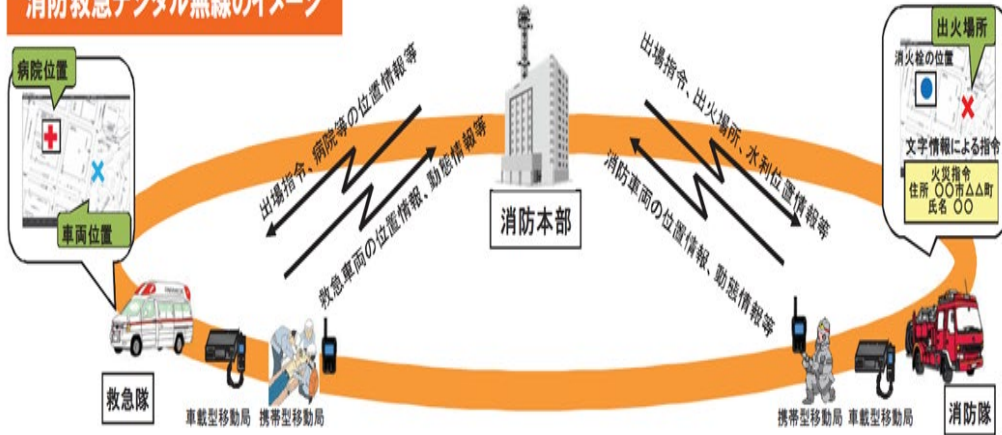 消防救急デジタル無線のイメージ
病院位置
車両位置
出場指令、病院等の位置情報等
救急車両の位置情報、動態情報等
消防本部
出場指令、出火場所、水利位置情報等
消防車両の位置情報、動態情報等
出火場所
消火栓の位置
文字情報による指令
火災指令
住所 〇〇市△△町
氏名 〇〇
救急隊
車載型移動局
携帯型移動局
携帯型移動局
車載型移動局
消防隊